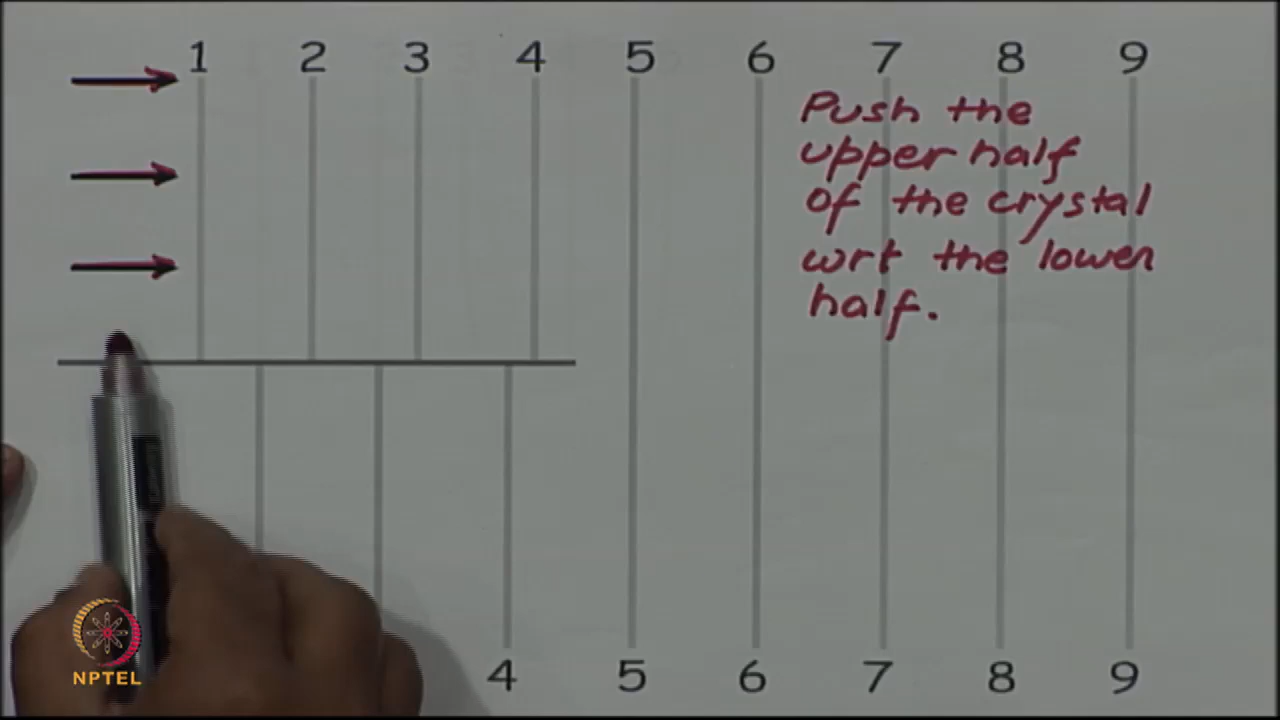 1 2 3 4 5 6 7 8 9
Push the
upper half
of the crystal
wrt the lower
half.
4 5 6 7 8 9
NPTEL